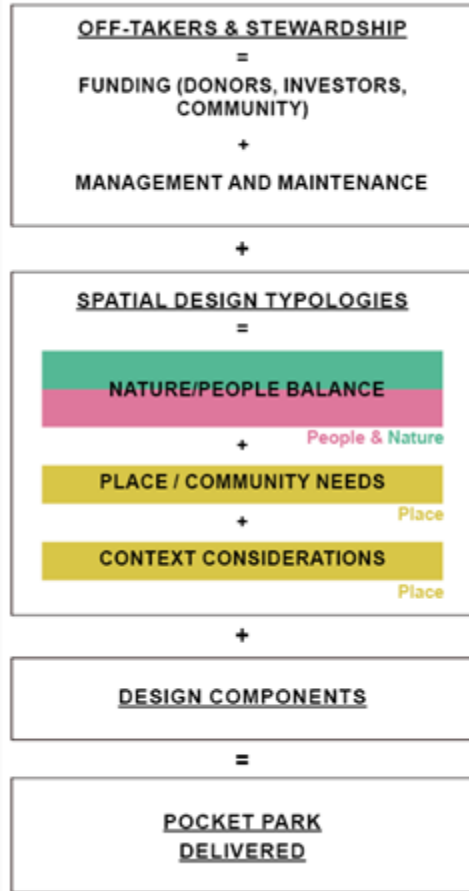 OFF-TAKERS & STEWARDSHIP
=
FUNDING (DONORS, INVESTORS,
COMMUNITY)
+
MANAGEMENT AND MAINTENANCE
+
SPATIAL DESIGN TYPOLOGIES
=
NATURE/PEOPLE BALANCE
People & Nature
+
PLACE / COMMUNITY NEEDS
Place
+
CONTEXT CONSIDERATIONS
Place
+
DESIGN COMPONENTS
=
POCKET PARK
DELIVERED